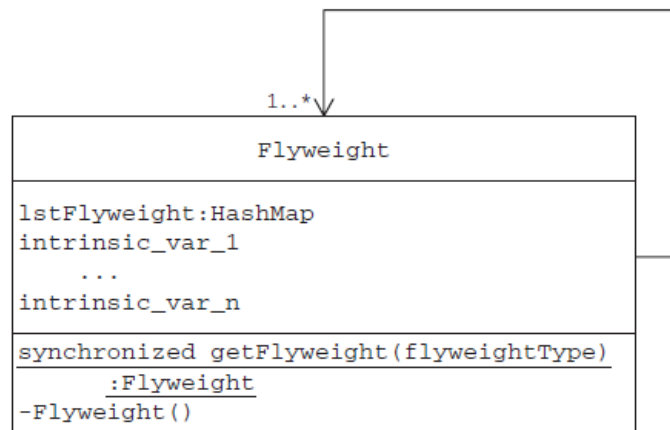 1..*
Flyweight
lstFlyweight:HashMap
intrinsic_var_1
...
intrinsic_var_n
synchronized getFlyweight(flyweightType)
:Flyweight
-Flyweight()